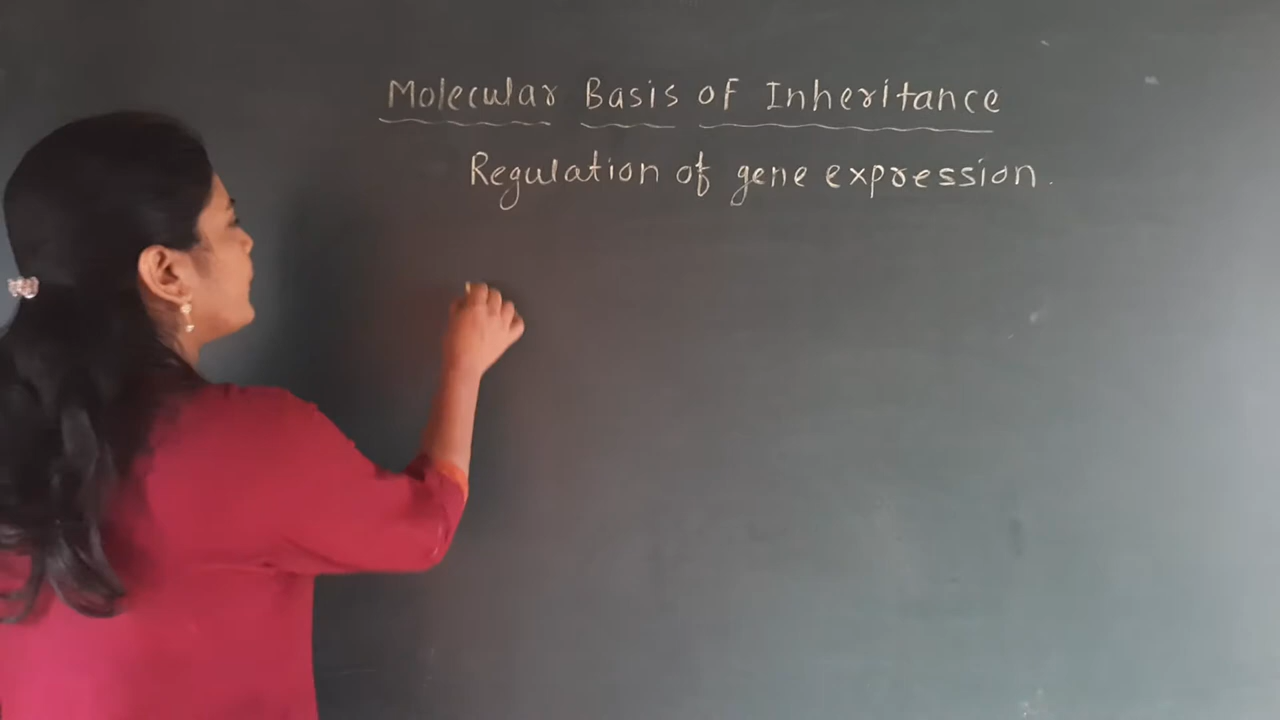 Molecular Basis of Inheritance
Regulation of gene expression.